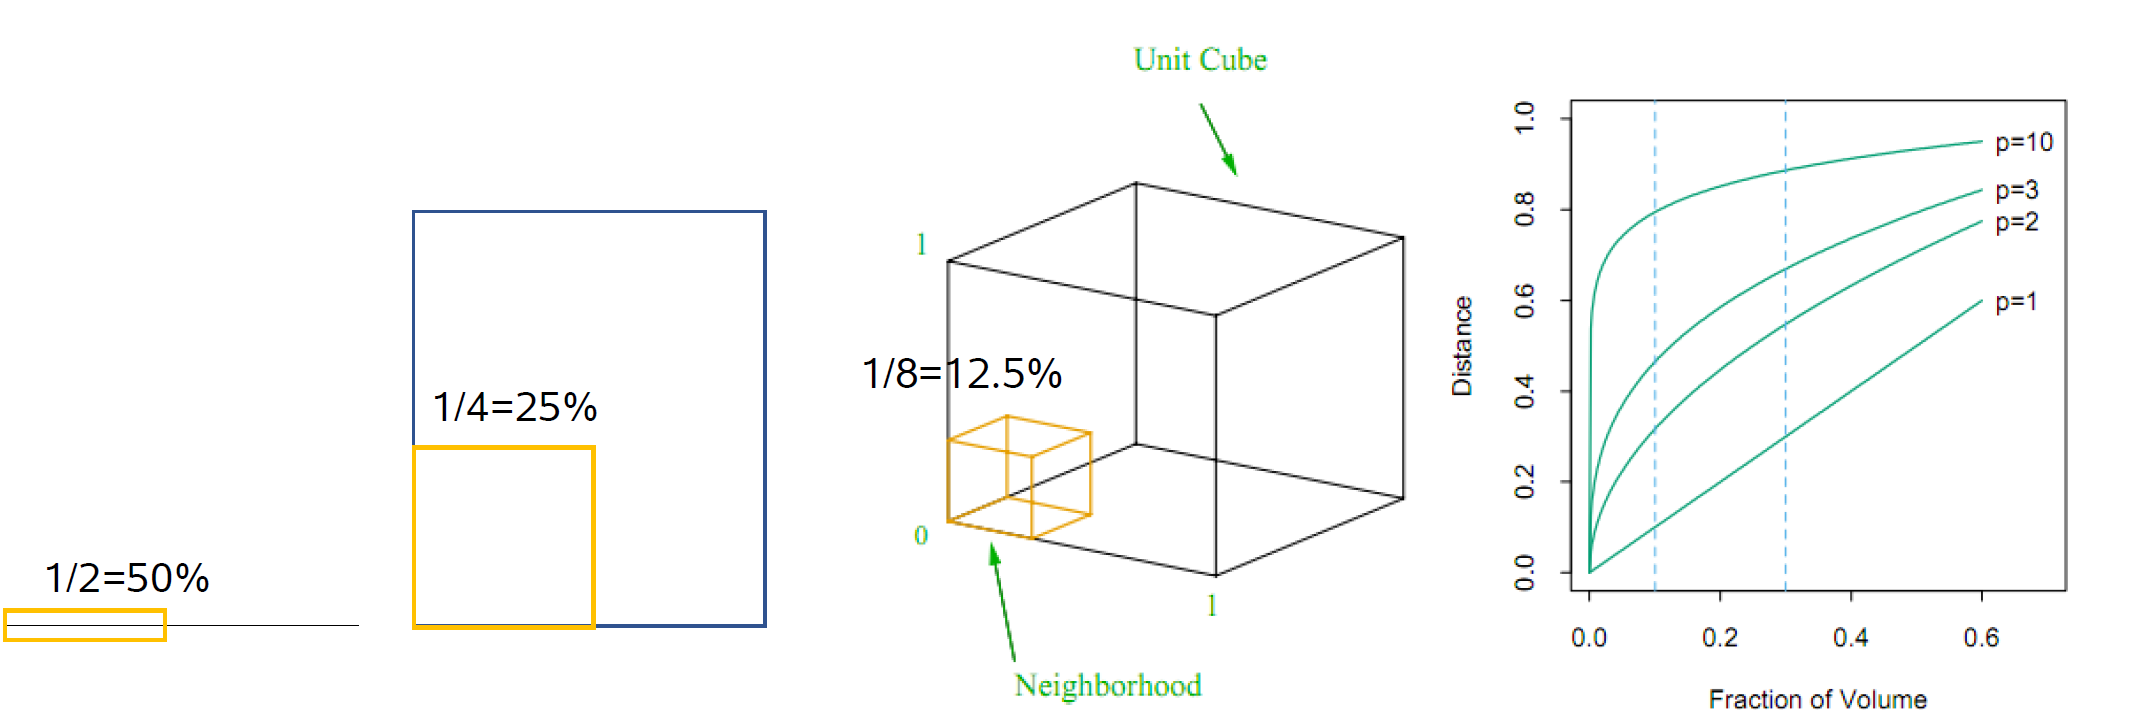 1/2=50%
1/4=25%
Unit Cube
1
1/8=12.5%
0
1
Neighborhood
Distance
1.0
0.8
0.6
0.4
0.2
0.0
p=10
p=3
p=2
p=1
0.0 0.2 0.4 0.6
Fraction of Volume